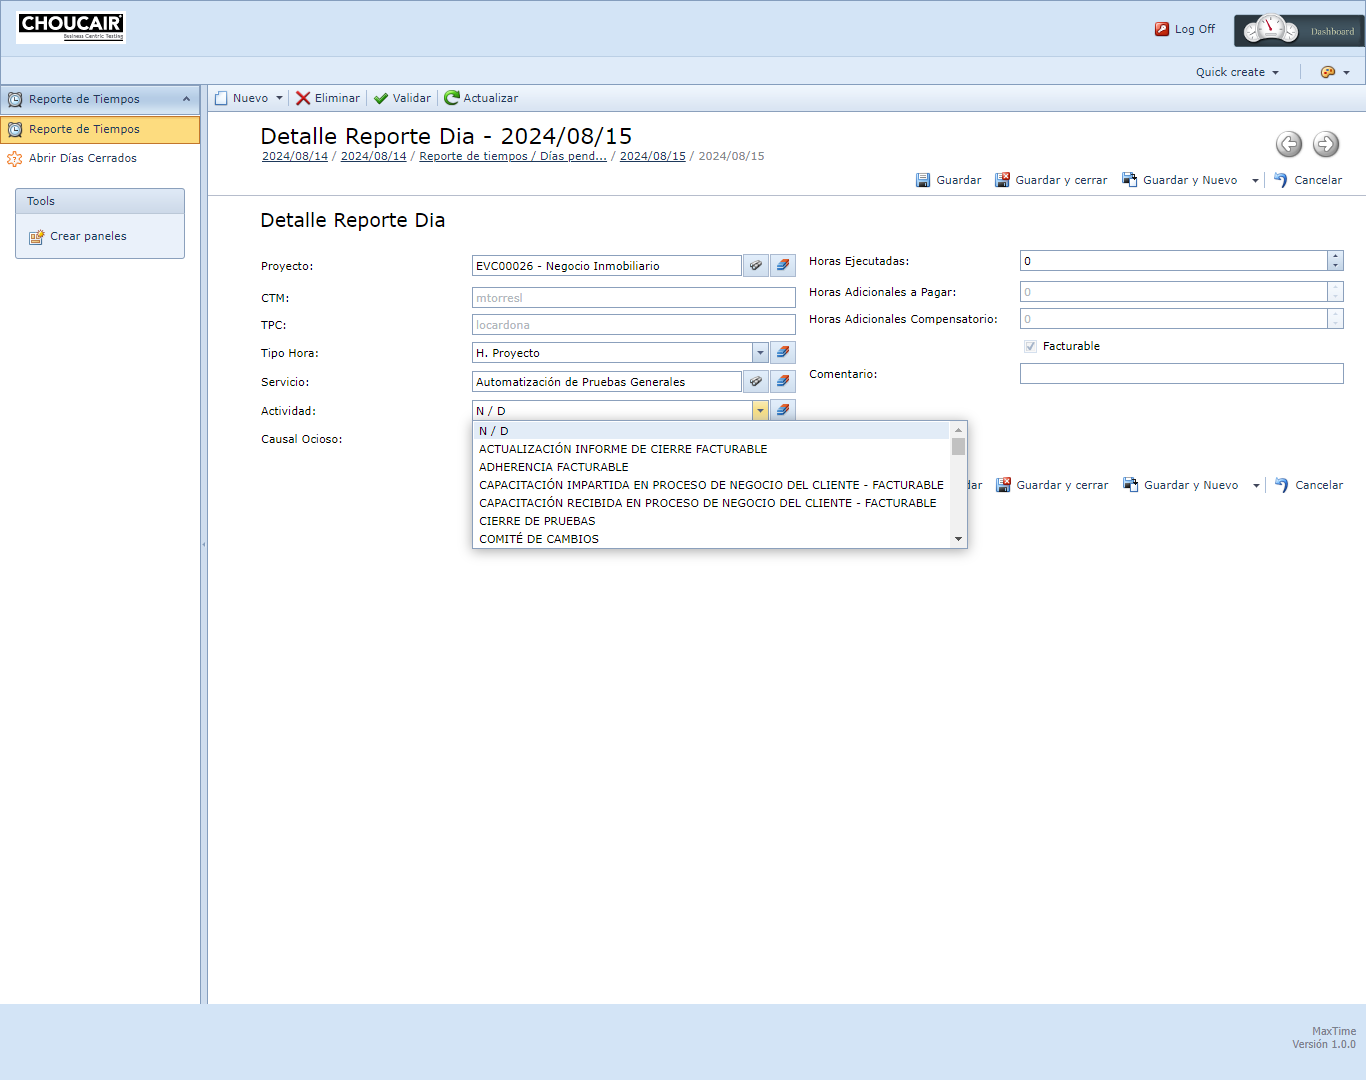 CHOUCAIR
Business Centric Testing
Log Off
Dashboard
Quick create
Reporte de Tiempos
Nuevo
Eliminar
Validar
Actualizar
Reporte de Tiempos
Abrir Días Cerrados
Tools
Crear paneles
Detalle Reporte Dia - 2024/08/15
2024/08/14 / 2024/08/14 / Reporte de tiempos / Días pend... / 2024/08/15 / 2024/08/15
Guardar
Guardar y cerrar
Guardar y Nuevo
Cancelar
Detalle Reporte Dia
Proyecto:
EVC00026 - Negocio Inmobiliario
CTM:
mtorresl
TPC:
locardona
Tipo Hora:
H. Proyecto
Servicio:
Automatización de Pruebas Generales
Actividad:
N / D
Causal Ocioso:
N / D
ACTUALIZACIÓN INFORME DE CIERRE FACTURABLE
ADHERENCIA FACTURABLE
CAPACITACIÓN IMPARTIDA EN PROCESO DE NEGOCIO DEL CLIENTE - FACTURABLE
CAPACITACIÓN RECIBIDA EN PROCESO DE NEGOCIO DEL CLIENTE - FACTURABLE
CIERRE DE PRUEBAS
COMITÉ DE CAMBIOS
Horas Ejecutadas:
0
Horas Adicionales a Pagar:
0
Horas Adicionales Compensatorio:
0
Facturable
Comentario:
dar
Guardar y cerrar
Guardar y Nuevo
Cancelar
MaxTime
Versión 1.0.0